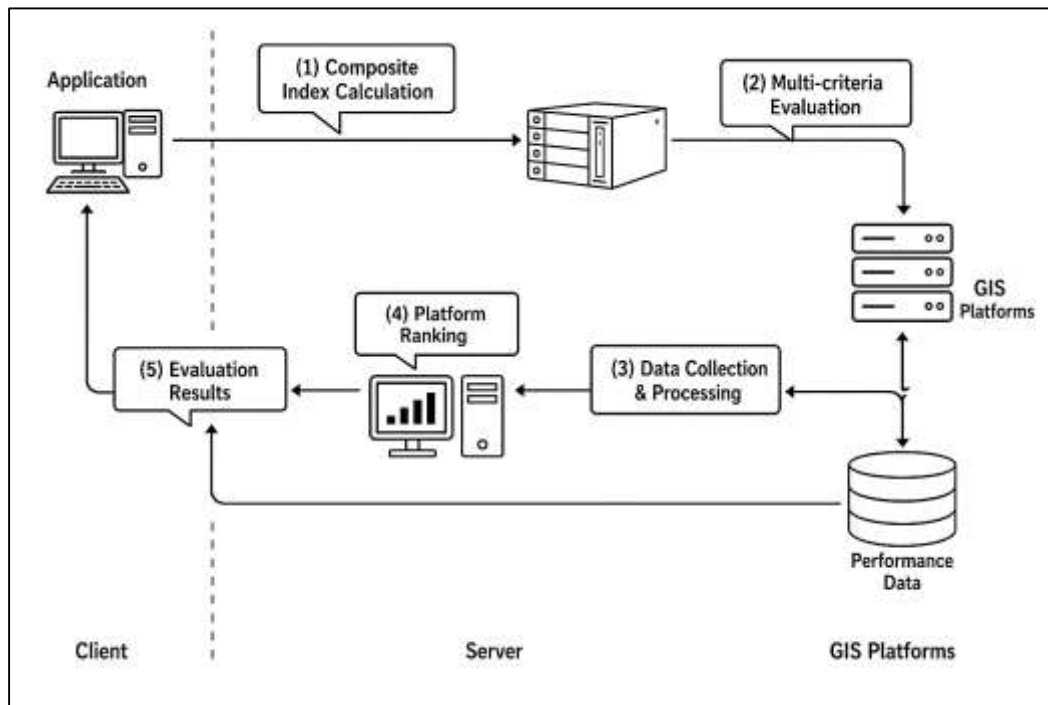 Application
(1) Composite
Index Calculation
(2) Multi-criteria
Evaluation
GIS
Platforms
(4) Platform
Ranking
(3) Data Collection
& Processing
(5) Evaluation
Results
Performance
Data
Client
Server
GIS Platforms